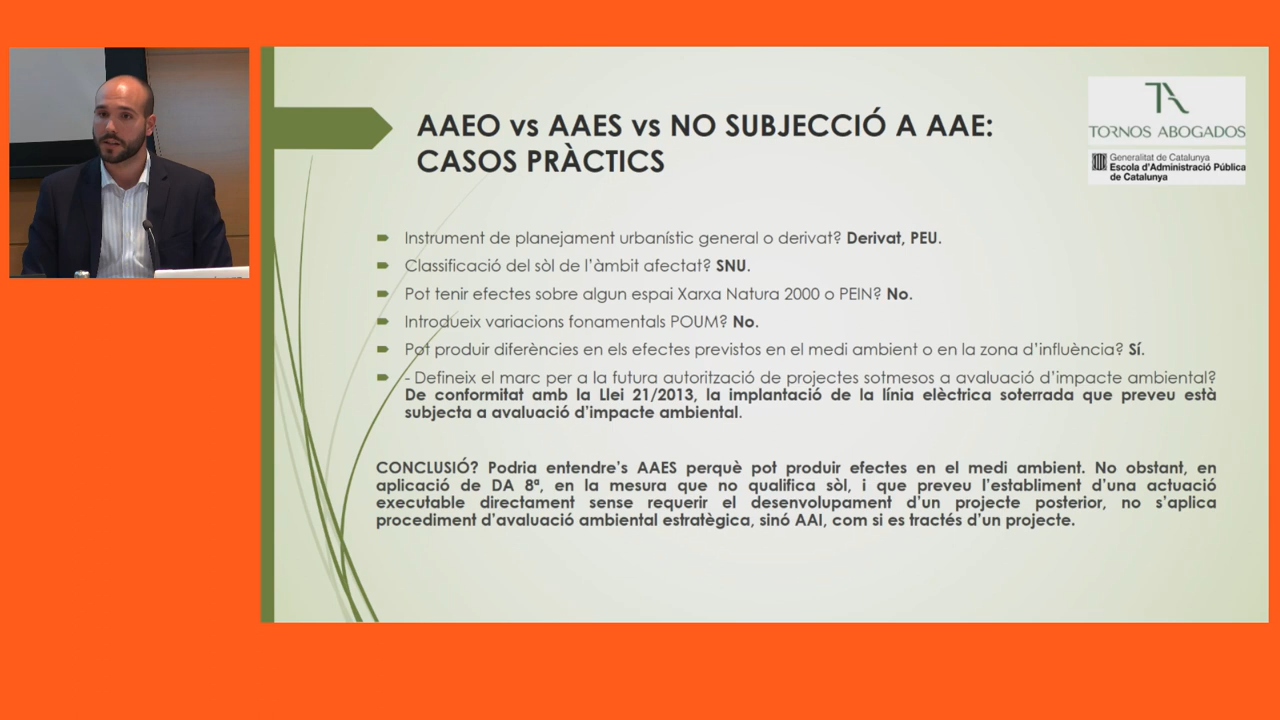 AAEO vs AAES vs NO SUBJECCIÓ A AAE:
CASOS PRÀCTICS
TA
TORNOS ABOGADOS
Generalitat de Catalunya
Escola d'Administració Pública
de Catalunya
Instrument de planejament urbanístic general o derivat? Derivat, PEU.
Classificació del sòl de l'àmbit afectat? SNU.
Pot tenir efectes sobre algun espai Xarxa Natura 2000 o PEIN? No.
Introdueix variacions fonamentals POUM? No.
Pot produir diferències en els efectes previstos en el medi ambient o en la zona d'influència? Sí.
- Defineix el marc per a la futura autorització de projectes sotmesos a avaluació d'impacte ambiental?
De conformitat amb la Llei 21/2013, la implantació de la línia elèctrica soterrada que preveu està
subjecta a avaluació d'impacte ambiental.
CONCLUSIÓ? Podria entendre's AAES perquè pot produir efectes en el medi ambient. No obstant, en
aplicació de DA 8ª, en la mesura que no qualifica sòl, i que preveu l'establiment d'una actuació
executable directament sense requerir el desenvolupament d'un projecte posterior, no s'aplica
procediment d'avaluació ambiental estratègica, sinó AAI, com si es tractés d'un projecte.